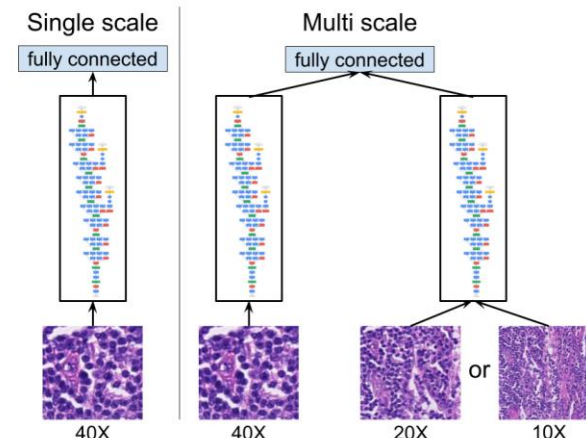 Single scale
Multi scale
fully connected
fully connected
or
40X
40X
20X
10X